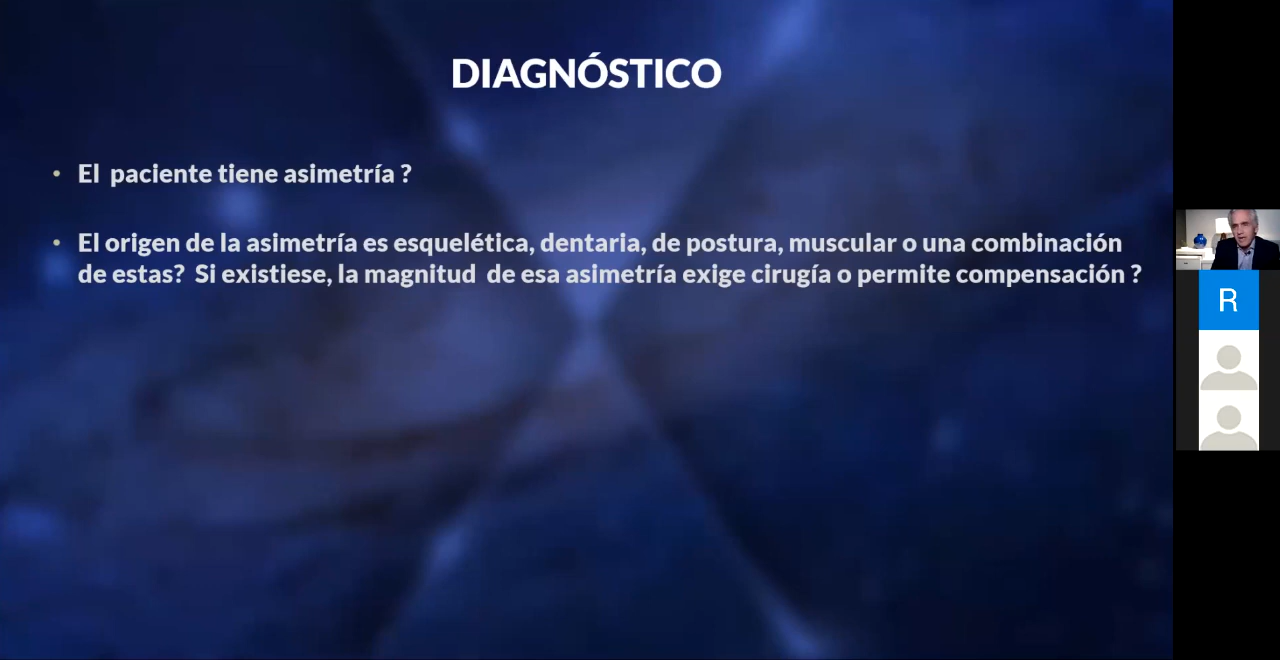 DIAGNÓSTICO
• El paciente tiene asimetría ?
• El origen de la asimetría es esquelética, dentaria, de postura, muscular o una combinación
de estas? Si existiese, la magnitud de esa asimetría exige cirugía o permite compensación ?
R